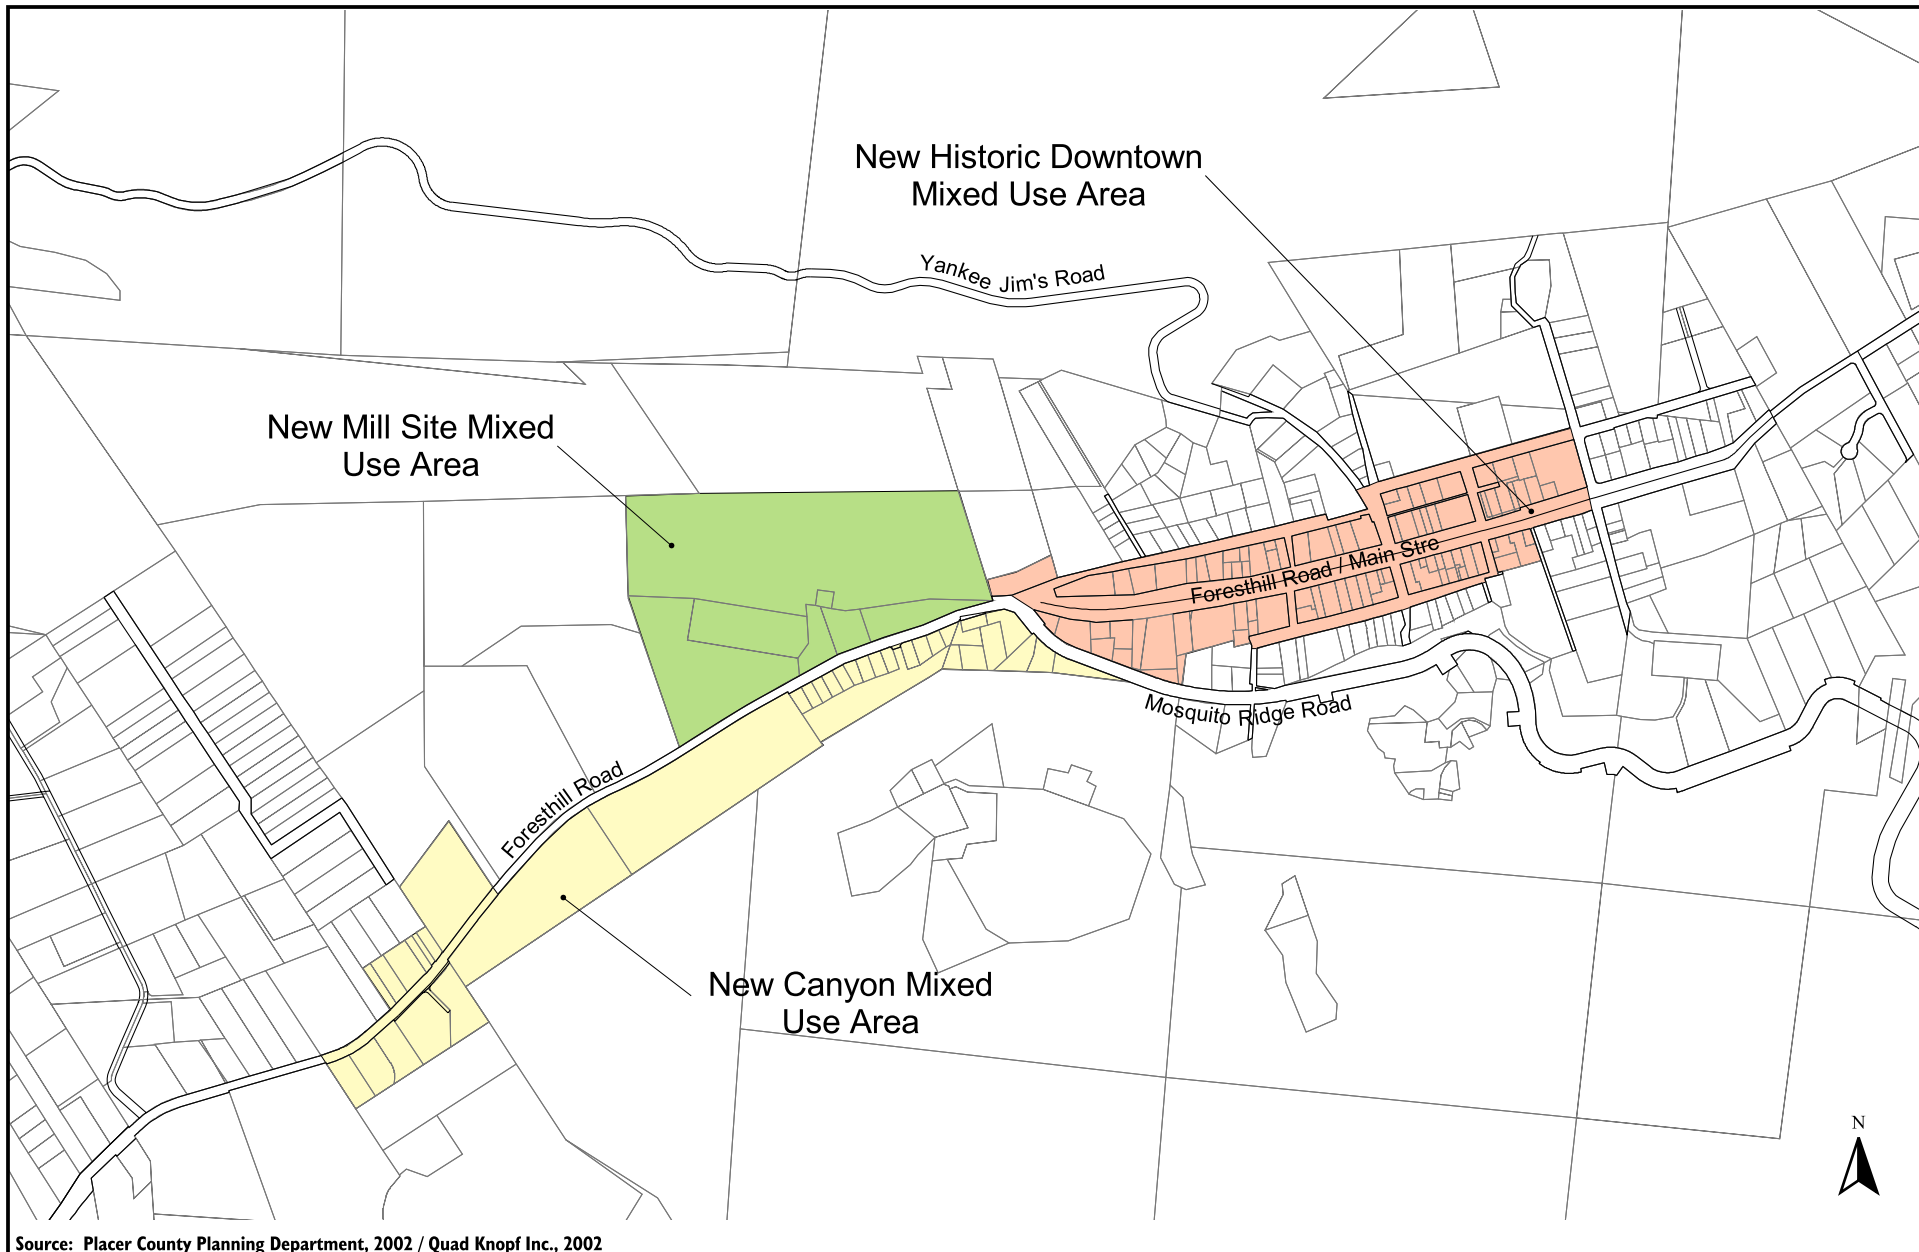 New Historic Downtown
Mixed Use Area
Yankee Jim's Road
New Mill Site Mixed
Use Area
Foresthill Road / Main Stre
Mosquito Ridge Road
Foresthill Road
New Canyon Mixed
Use Area
N
Source: Placer County Planning Department, 2002 / Quad Knopf Inc., 2002